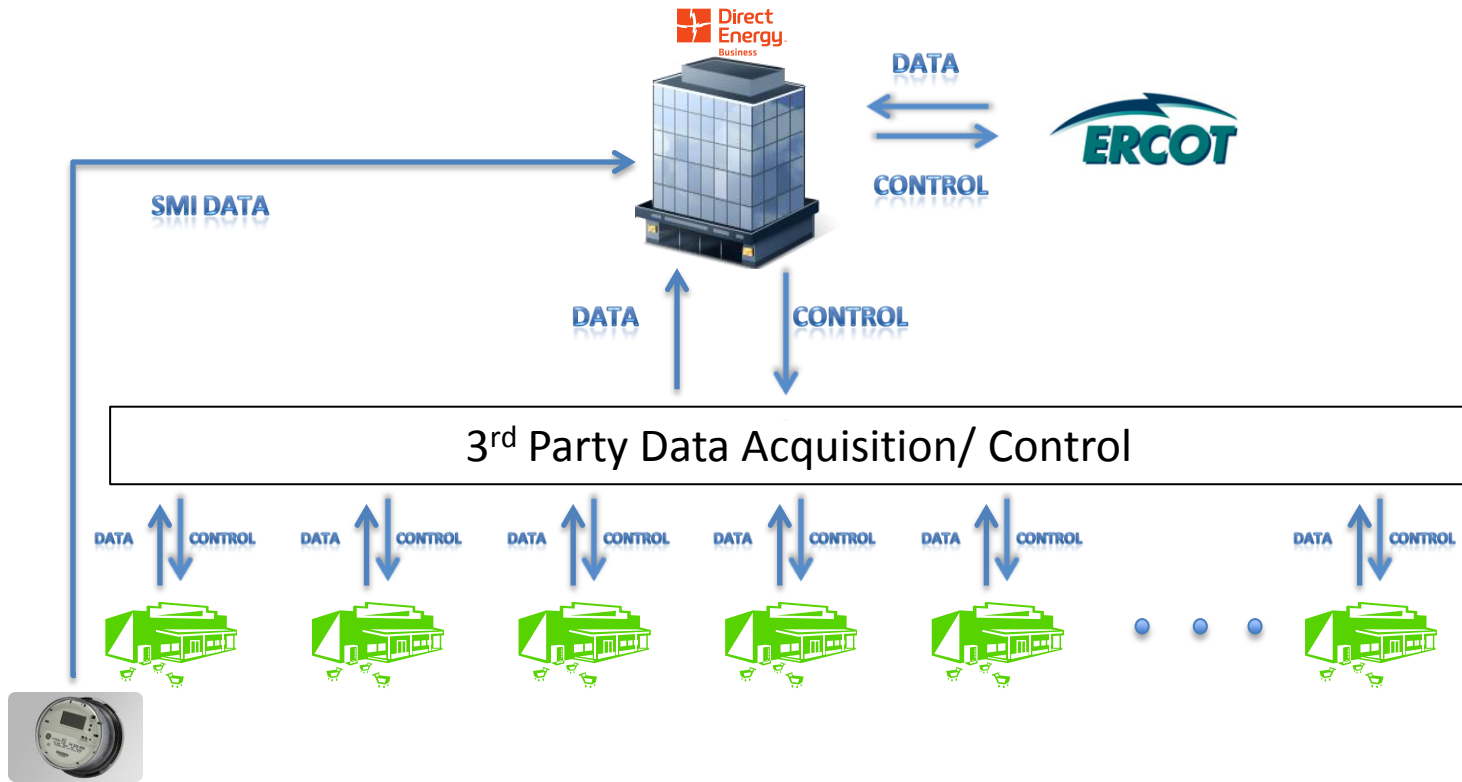 Direct
Energy
Business
DATA
ERCOT
CONTROL
SMI DATA
DATA
CONTROL
3rd Party Data Acquisition/ Control
DATA CONTROL DATA CONTROL DATA CONTROL DATA CONTROL DATA CONTROL DATA CONTROL